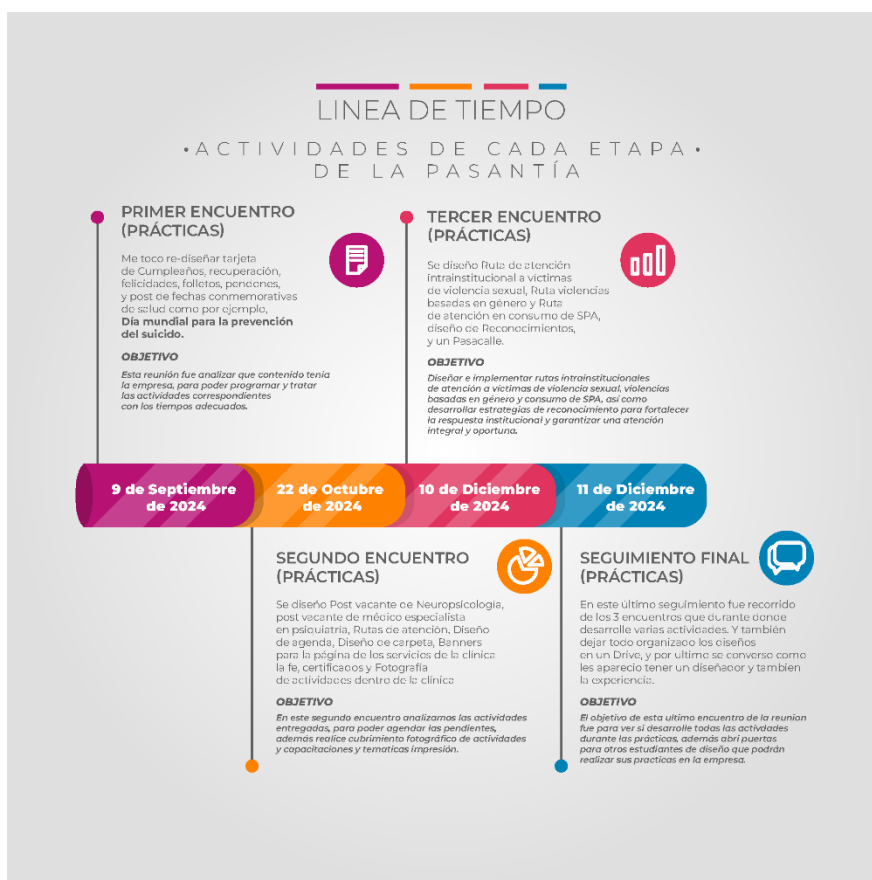 LINEA DE TIEMPO
•ACTIVIDADES DE CADA ETAPA•
DE LA PASANTÍA
PRIMER ENCUENTRO
(PRÁCTICAS)
Me toco re-diseñar tarjeta
de Cumpleaños, recuperación,
felicidades, folletos, pendones,
y post de fechas conmemorativas
de salud como por ejemplo,
Día mundial para la prevención
del suicido.
OBJETIVO
Esta reunión fue analizar que contenido tenia
la empresa, para poder programar y tratar
las actividades correspondientes
con los tiempos adecuados.
TERCER ENCUENTRO
(PRÁCTICAS)
Se diseño Ruta de atención
intrainstitucional a víctimas
de violencia sexual, Ruta violencias
basadas en género y Ruta
de atención en consumo de SPA,
diseño de Reconocimientos,
y un Pasacalle.
OBJETIVO
Diseñar e implementar rutas intrainstitucionales
de atención a víctimas de violencia sexual, violencias
basadas en género y consumo de SPA, así como
desarrollar estrategias de reconocimiento para fortalecer
la respuesta institucional y garantizar una atención
integral y oportuna.
9 de Septiembre
de 2024
22 de Octubre
de 2024
10 de Diciembre
de 2024
11 de Diciembre
de 2024
SEGUNDO ENCUENTRO
(PRÁCTICAS)
Se diseño Post vacante de Neuropsicología,
post vacante de médico especialista
en psiquiatria, Rutas de atención, Diseño
de agenda, Diseño de carpeta, Banners
para la página de los servicios de la clínica
la fe, certificados y Fotografía
de actividades dentro de la clínica
OBJETIVO
En este segundo encuentro analizamos las actividades
entregadas, para poder agendar las pendientes,
además realice cubrimiento fotográfico de actividades
y capacitaciones y tematicas impresión.
SEGUIMIENTO FINAL
(PRÁCTICAS)
En este último seguimiento fue recorrido
de los 3 encuentros que durante donde
desarrolle varias actividades. Y también
dejar todo organizado los diseños
en un Drive, y por ultimo se converso como
les aparecio tener un diseñador y tambien
la experiencia.
OBJETIVO
El objetivo de esta ultimo encuentro de la reunion
fue para ver si desarrolle todas las activdades
durante las prácticas, además abrí puertas
para otros estudiantes de diseño que podrán
realizar sus practicas en la empresa.